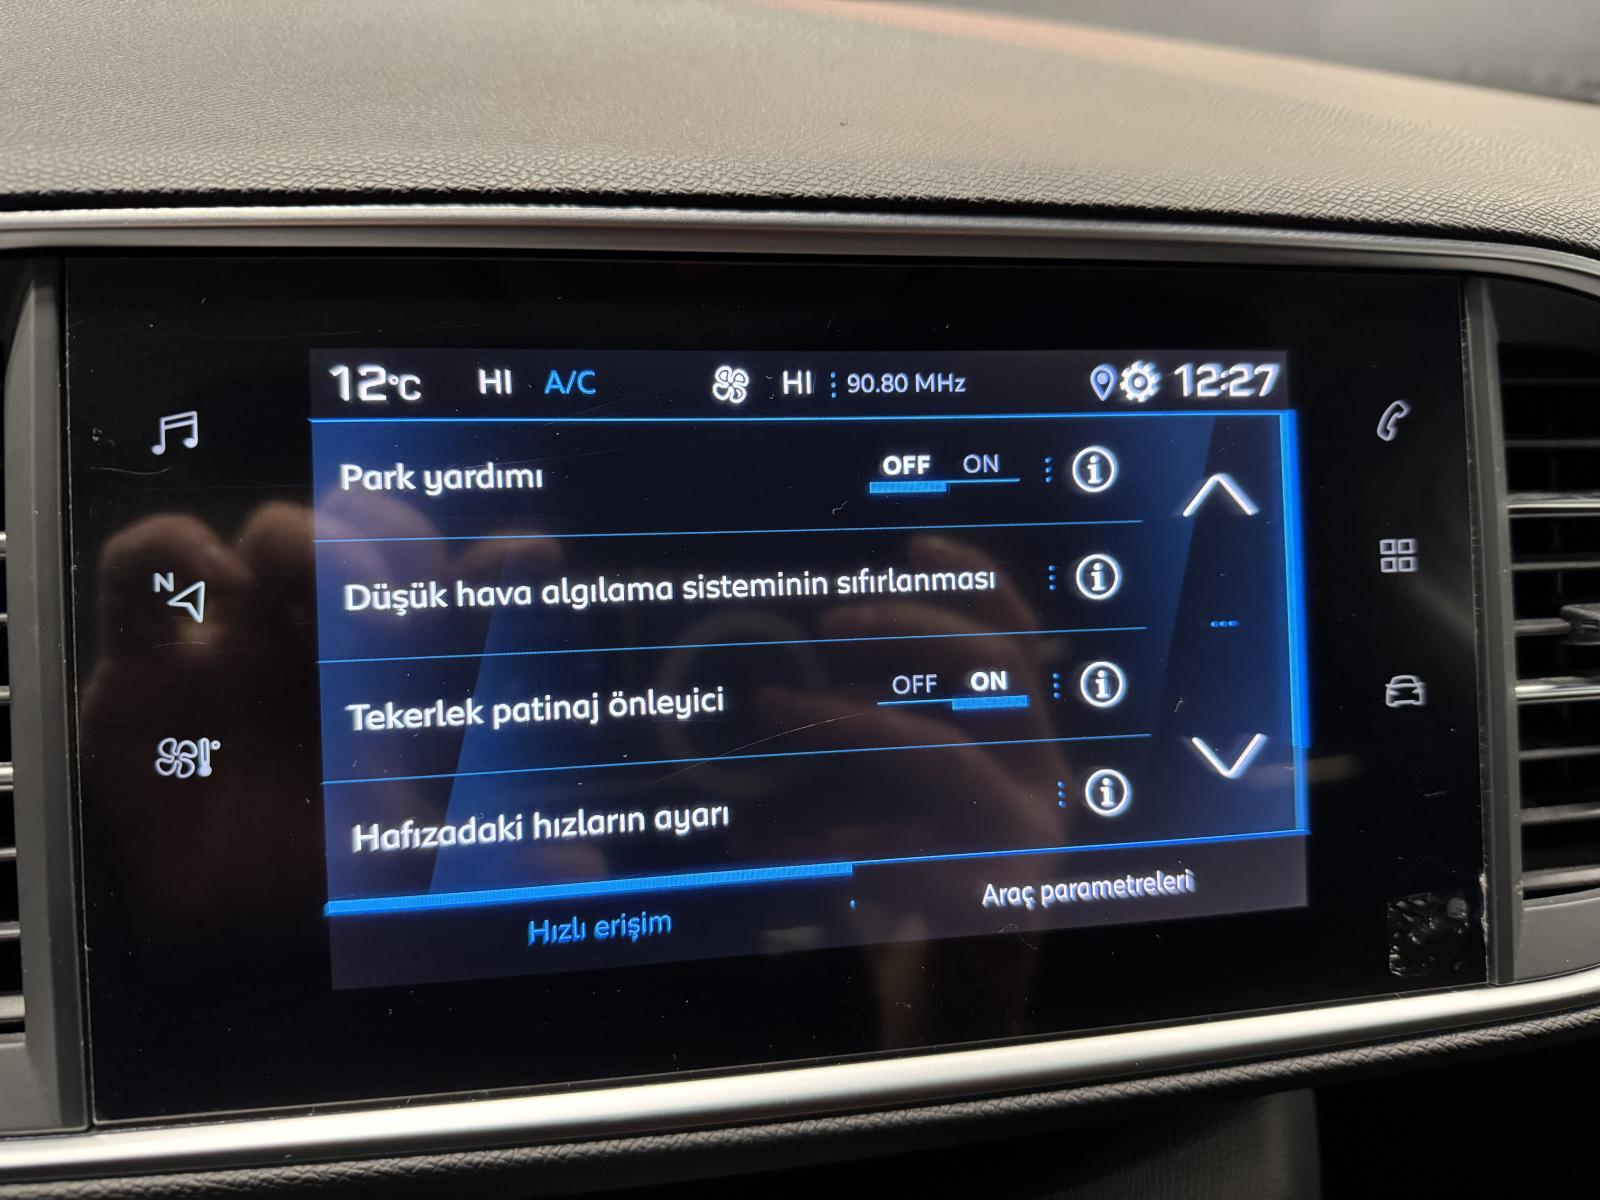 12°C HI A/C HI 90.80 MHz 12:27
Park yardımı OFF ON
Düşük hava algılama sisteminin sıfırlanması
Tekerlek patinaj önleyici OFF ON
Hafızadaki hızların ayarı
Hızlı erişim Araç parametreleri
N